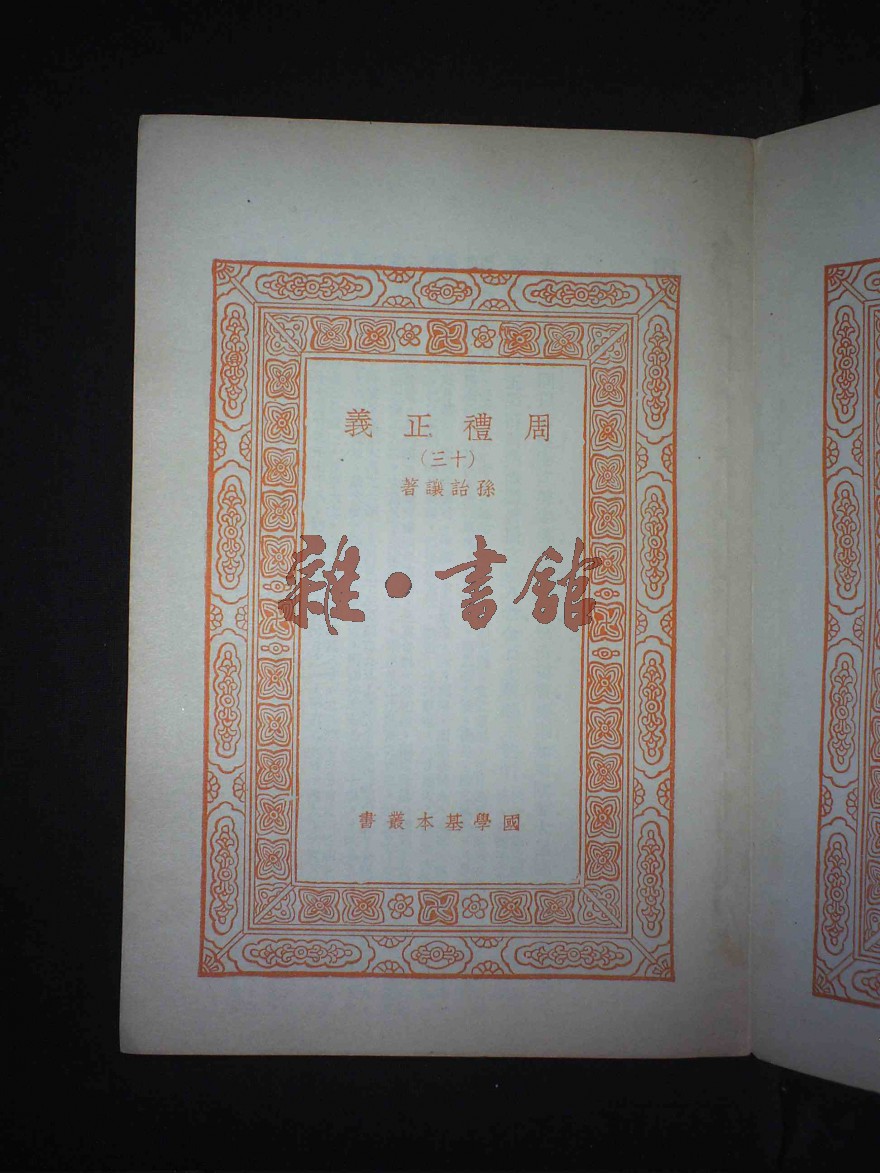 周禮正義
(十三)
孫詒讓著
雜·書館
國學基本叢書